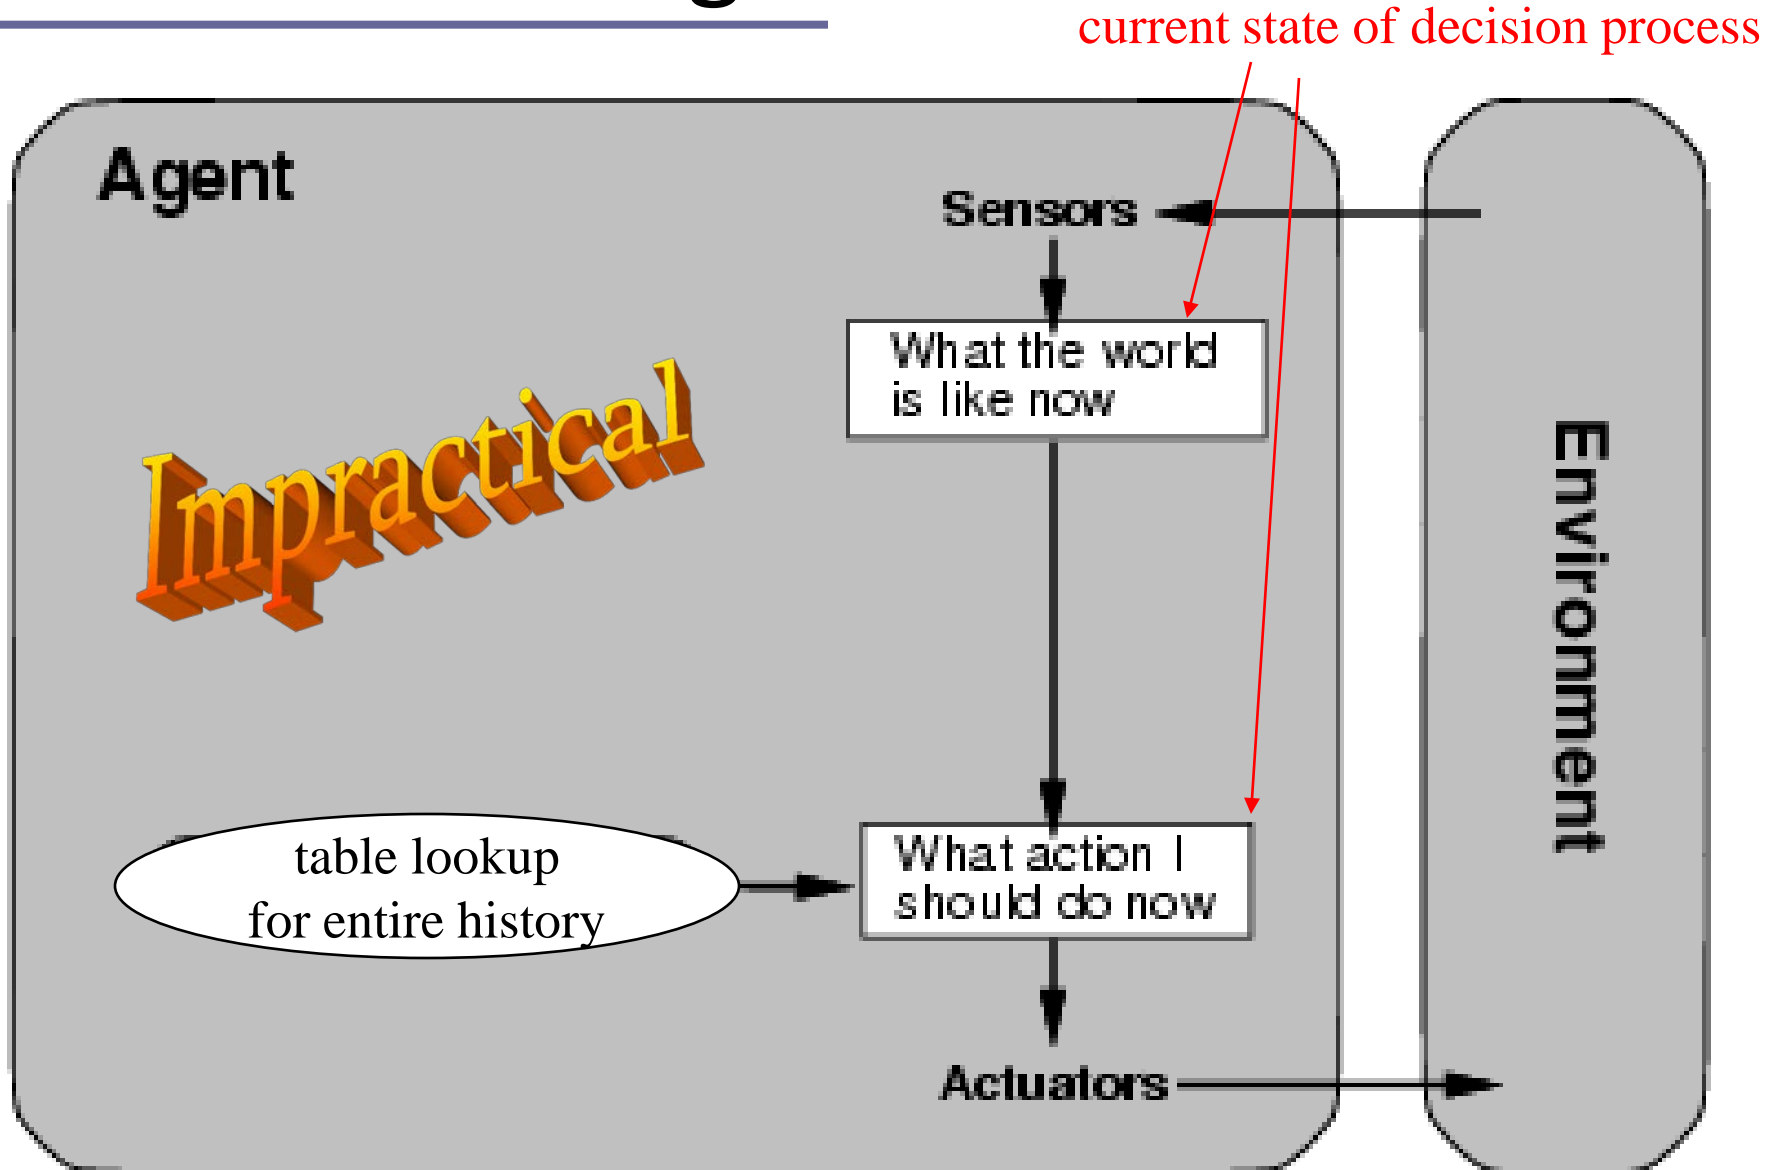 current state of decision process
Agent
Sensors
What the world
is like now
Impractical
Environment
table lookup
for entire history
What action I
should do now
Actuators